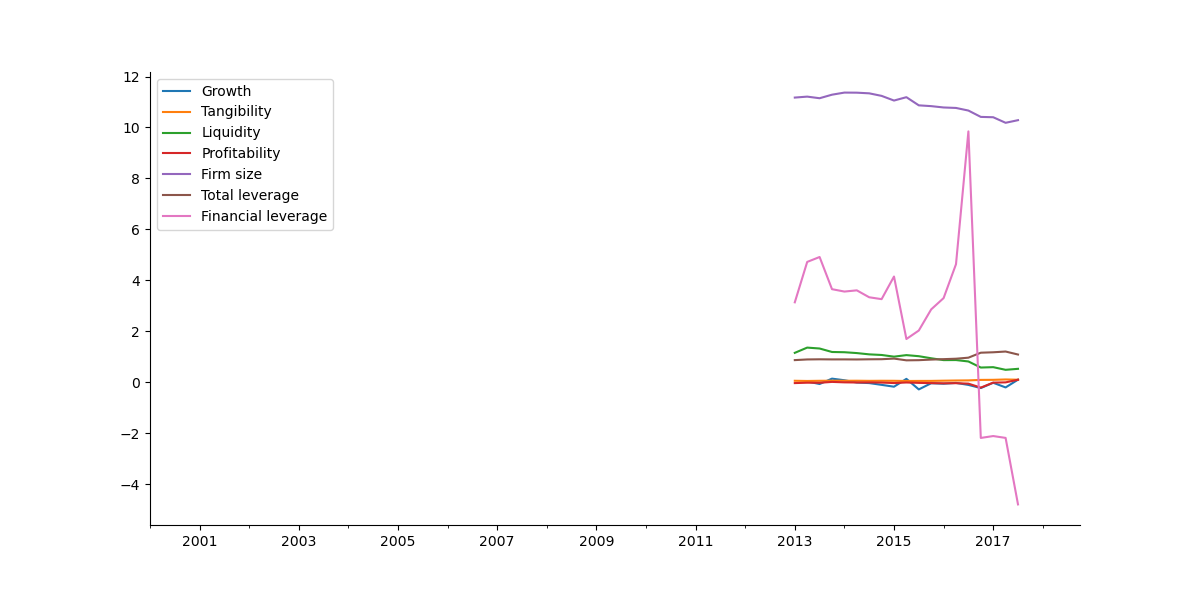 12
10
8
6
4
2
0
−2
−4
Growth
Tangibility
Liquidity
Profitability
Firm size
Total leverage
Financial leverage
2001 2003 2005 2007 2009 2011 2013 2015 2017